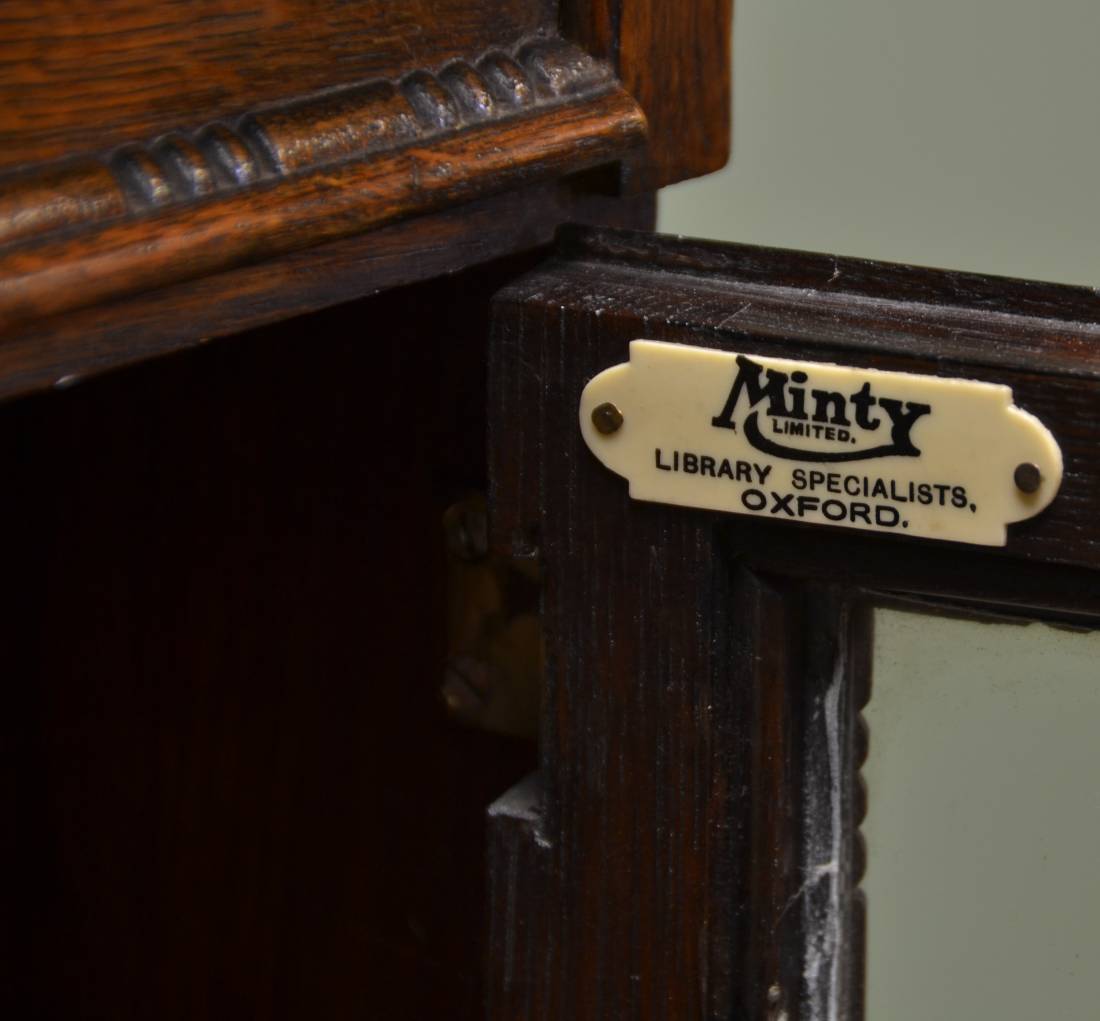 Minty
LIMITED.
LIBRARY SPECIALISTS,
OXFORD.